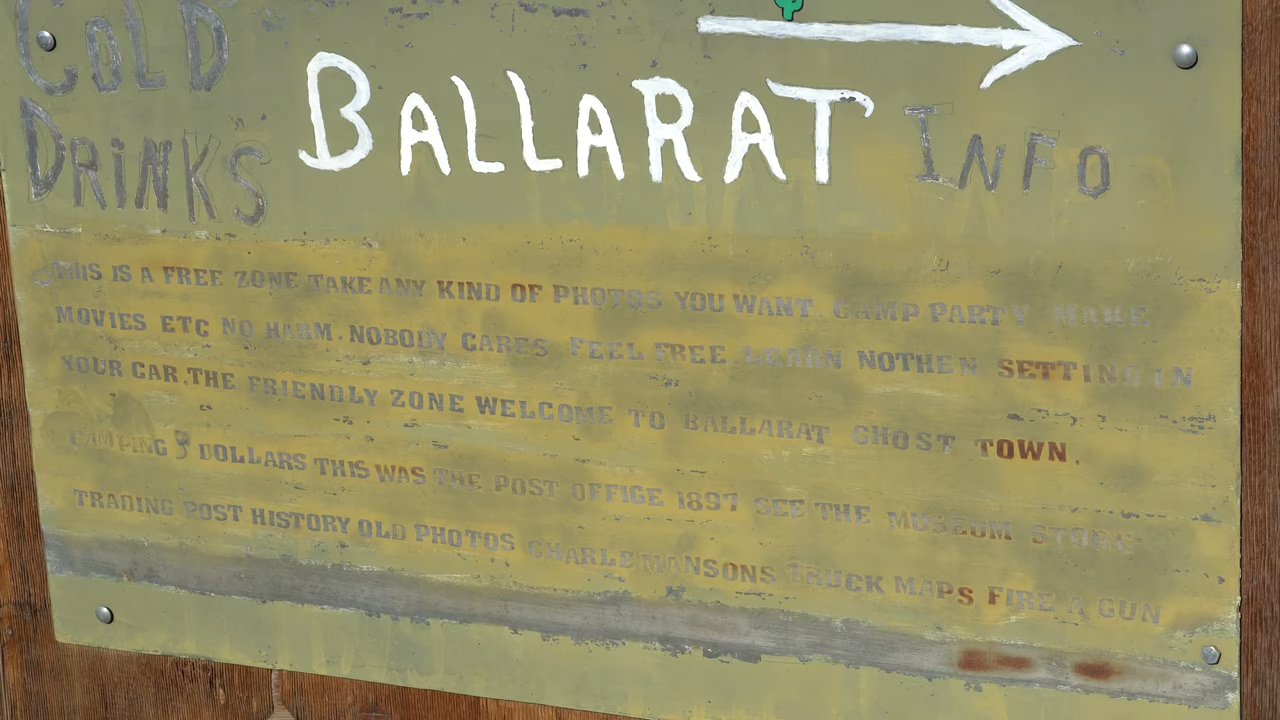 COLD
DRINKS
BALLARAT INFO
THIS IS A FREE ZONE TAKE ANY KIND OF PHOTOS YOU WANT. CAMP PARTY MAKE
MOVIES ETC NO HARM. NOBODY CARES FEEL FREE. LEARN NOTHEN SETTING IN
YOUR CAR. THE FRIENDLY ZONE WELCOME TO BALLARAT GHOST TOWN.
CAMPING DOLLARS THIS WAS THE POST OFFICE 1897 SEE THE MUSEUM STORE
TRADING POST HISTORY OLD PHOTOS CHARLE MANSONS TRUCK MAPS FIRE A GUN